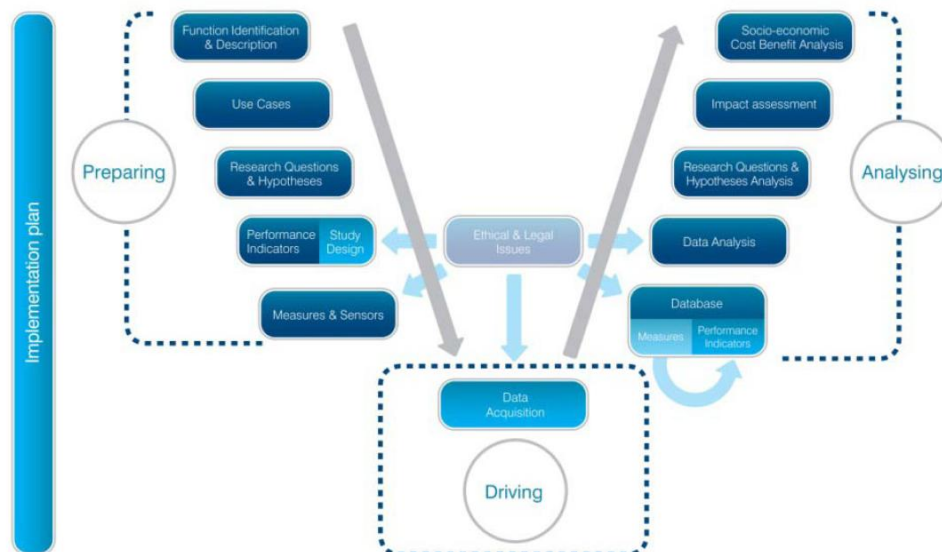 Implementation plan
Preparing
Function Identification
& Description
Use Cases
Research Questions
& Hypotheses
Performance
Indicators
Study
Design
Measures & Sensors
Ethical & Legal
Issues
Data
Acquisition
Driving
Socio-economic
Cost Benefit Analysis
Impact assessment
Research Questions &
Hypotheses Analysis
Data Analysis
Database
Measures
Performance
Indicators
Analysing